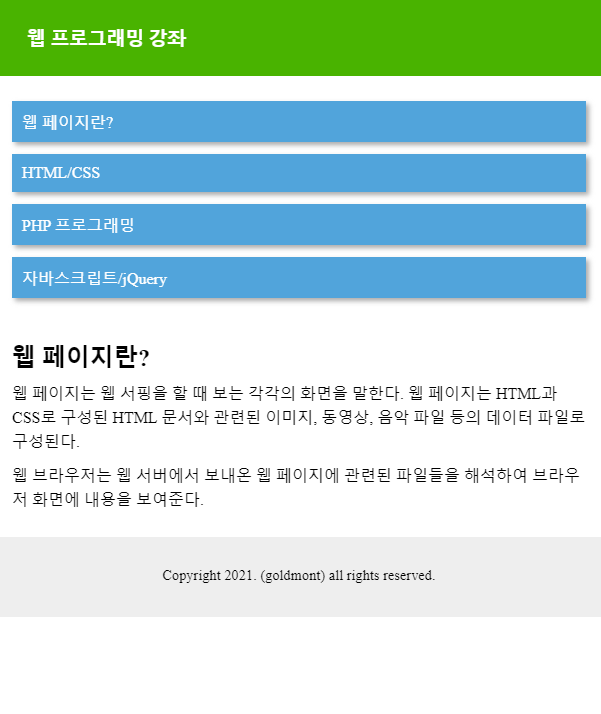 웹 프로그래밍 강좌
웹 페이지란?
HTML/CSS
PHP 프로그래밍
자바스크립트/jQuery
웹 페이지란?
웹 페이지는 웹 서핑을 할 때 보는 각각의 화면을 말한다. 웹 페이지는 HTML과
CSS로 구성된 HTML 문서와 관련된 이미지, 동영상, 음악 파일 등의 데이터 파일로
구성된다.
웹 브라우저는 웹 서버에서 보내온 웹 페이지에 관련된 파일들을 해석하여 브라우
저 화면에 내용을 보여준다.
Copyright 2021. (goldmont) all rights reserved.